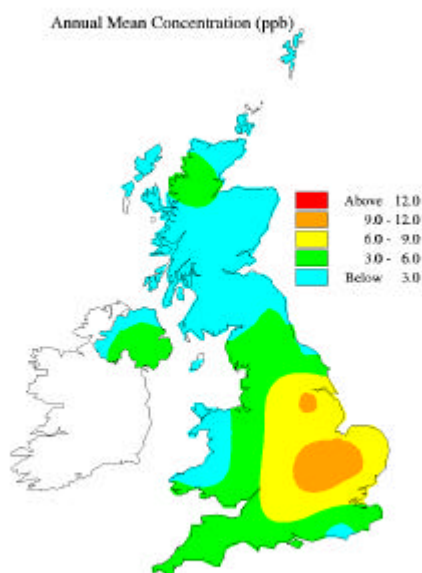 Annual Mean Concentration (ppb)
Above 12.0
9.0 - 12.0
6.0 - 9.0
3.0 - 6.0
Below 3.0